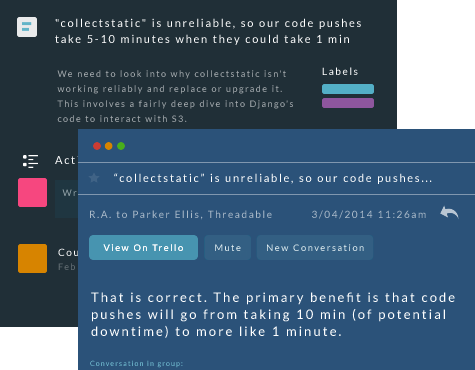 "collectstatic" is unreliable, so our code pushes
take 5-10 minutes when they could take 1 min
We need to look into why collectstatic isn't
working reliably and replace or upgrade it.
This involves a fairly deep dive into Django's
code to interact with S3.
Labels
Act
Wr
Cou
Feb
"collectstatic" is unreliable, so our code pushes...
R.A. to Parker Ellis, Threadable 3/04/2014 11:26am
View On Trello Mute New Conversation
That is correct. The primary benefit is that code
pushes will go from taking 10 min (of potential
downtime) to more like 1 minute.
Conversation in group: